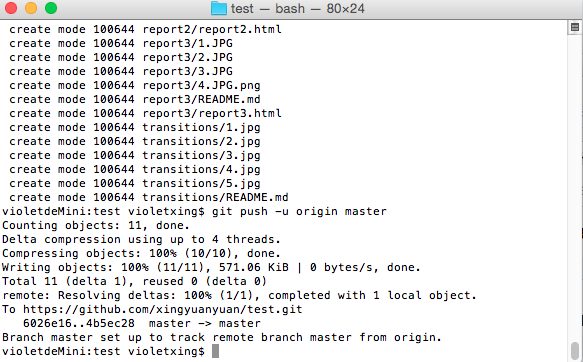 test — bash — 80×24
create mode 100644 report2/report2.html
create mode 100644 report3/1.JPG
create mode 100644 report3/2.JPG
create mode 100644 report3/3.JPG
create mode 100644 report3/4.JPG.png
create mode 100644 report3/README.md
create mode 100644 report3/report3.html
create mode 100644 transitions/1.jpg
create mode 100644 transitions/2.jpg
create mode 100644 transitions/3.jpg
create mode 100644 transitions/4.jpg
create mode 100644 transitions/5.jpg
create mode 100644 transitions/README.md
violetdeMini:test violetxing$ git push -u origin master
Counting objects: 11, done.
Delta compression using up to 4 threads.
Compressing objects: 100% (10/10), done.
Writing objects: 100% (11/11), 571.06 KiB | 0 bytes/s, done.
Total 11 (delta 1), reused 0 (delta 0)
remote: Resolving deltas: 100% (1/1), completed with 1 local object.
To https://github.com/xingyuanyuan/test.git
6026e16..4b5ec28  master -> master
Branch master set up to track remote branch master from origin.
violetdeMini:test violetxing$